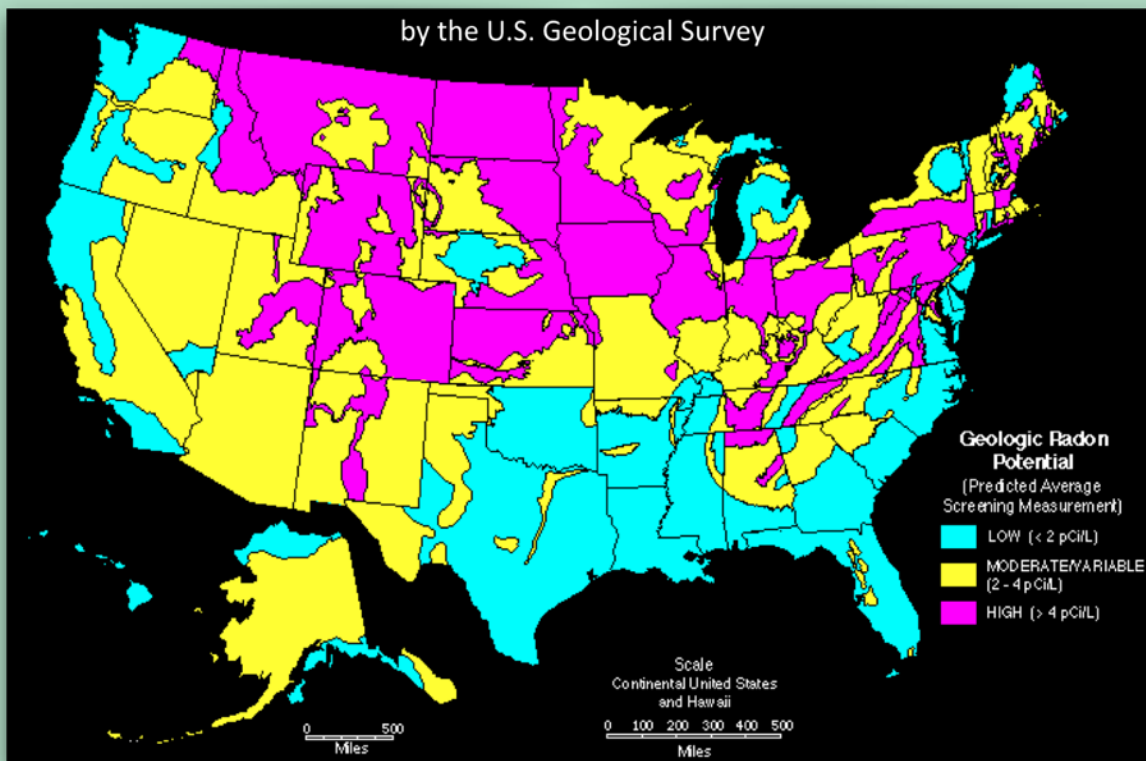 by the U.S. Geological Survey
Geologic Radon
Potential
(Predicted Average
Screening Measurement)
LOW (< 2 pCi/L)
MODERATE/VARIABLE
(2 - 4 pCi/L)
HIGH (> 4 pCi/L)
Scale
Continental United States
and Hawaii
0 500
Miles
0 100 200 300 400 500
Miles